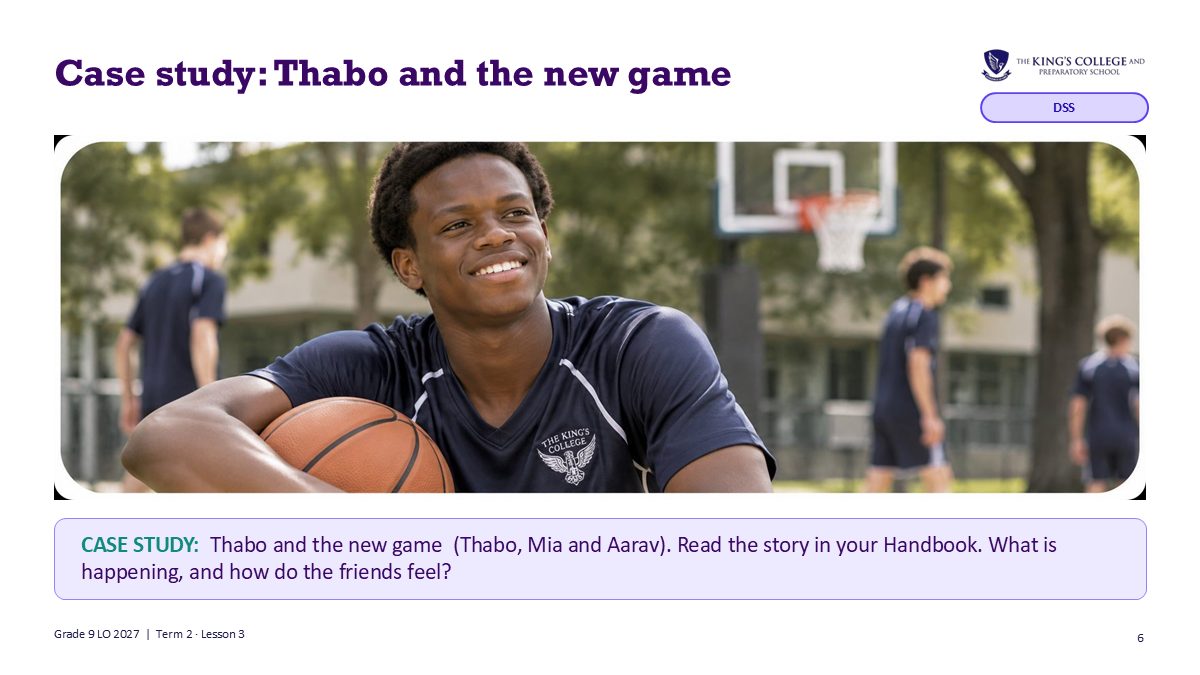 Case study: Thabo and the new game
THE KING'S COLLEGE AND
PREPARATORY SCHOOL
DSS
THE KING'S
COLLEGE
CASE STUDY:  Thabo and the new game  (Thabo, Mia and Aarav). Read the story in your Handbook. What is
happening, and how do the friends feel?
Grade 9 LO 2027  |  Term 2 · Lesson 3
6